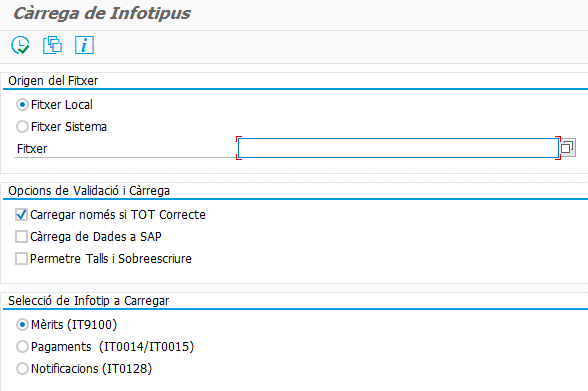 Càrrega de Infotipus
Origen del Fitxer
Fitxer Local
Fitxer Sistema
Fitxer
Opcions de Validació i Càrrega
Carregar només si TOT Correcte
Càrrega de Dades a SAP
Permetre Talls i Sobreescriure
Selecció de Infotip a Carregar
Mèrits (IT9100)
Pagaments  (IT0014/IT0015)
Notificacions (IT0128)